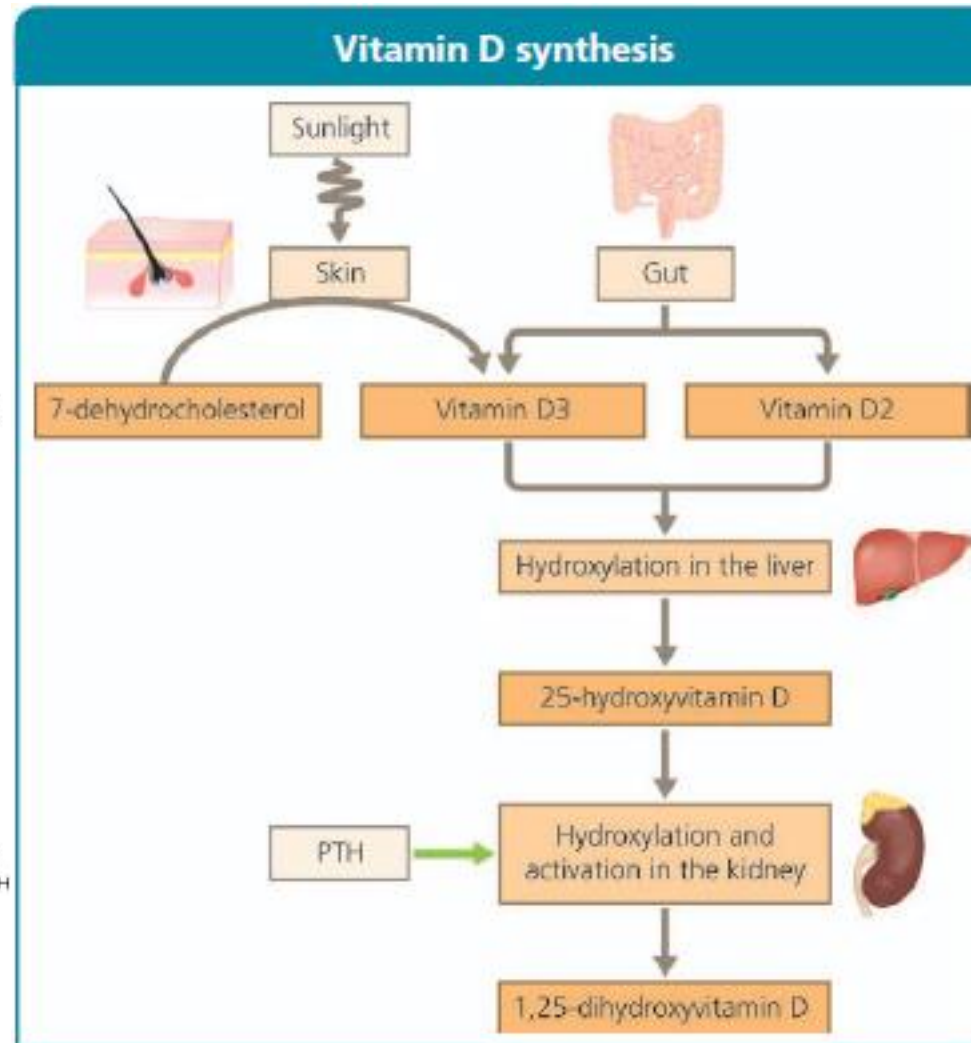 Vitamin D synthesis
Sunlight
Skin
Gut
7-dehydrocholesterol
Vitamin D3
Vitamin D2
Hydroxylation in the liver
25-hydroxyvitamin D
PTH
Hydroxylation and
activation in the kidney
H
1,25-dihydroxyvitamin D